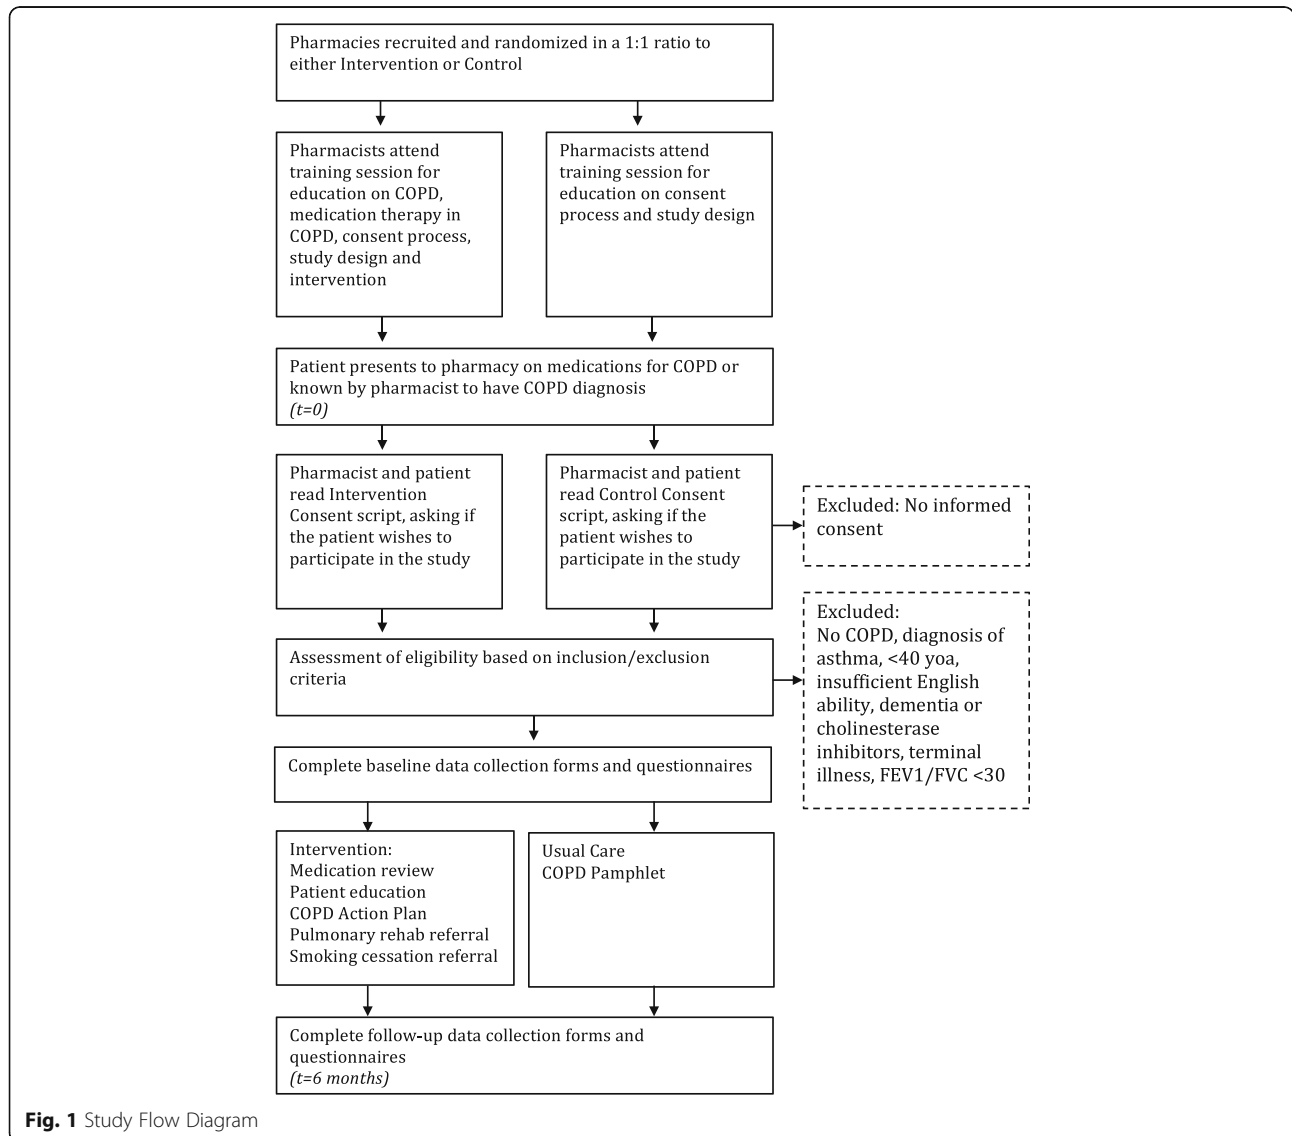 Pharmacies recruited and randomized in a 1:1 ratio to
either Intervention or Control
Pharmacists attend
training session for
education on COPD,
medication therapy in
COPD, consent process,
study design and
intervention
Pharmacists attend
training session for
education on consent
process and study design
Patient presents to pharmacy on medications for COPD or
known by pharmacist to have COPD diagnosis
(t=0)
Pharmacist and patient
read Intervention
Consent script, asking if
the patient wishes to
participate in the study
Pharmacist and patient
read Control Consent
script, asking if the
patient wishes to
participate in the study
Excluded: No informed
consent
Assessment of eligibility based on inclusion/exclusion
criteria
Excluded:
No COPD, diagnosis of
asthma, <40 yoa,
insufficient English
ability, dementia or
cholinesterase
inhibitors, terminal
illness, FEV1/FVC <30
Complete baseline data collection forms and questionnaires
Intervention:
Medication review
Patient education
COPD Action Plan
Pulmonary rehab referral
Smoking cessation referral
Usual Care
COPD Pamphlet
Complete follow-up data collection forms and
questionnaires
(t=6 months)
Fig. 1 Study Flow Diagram